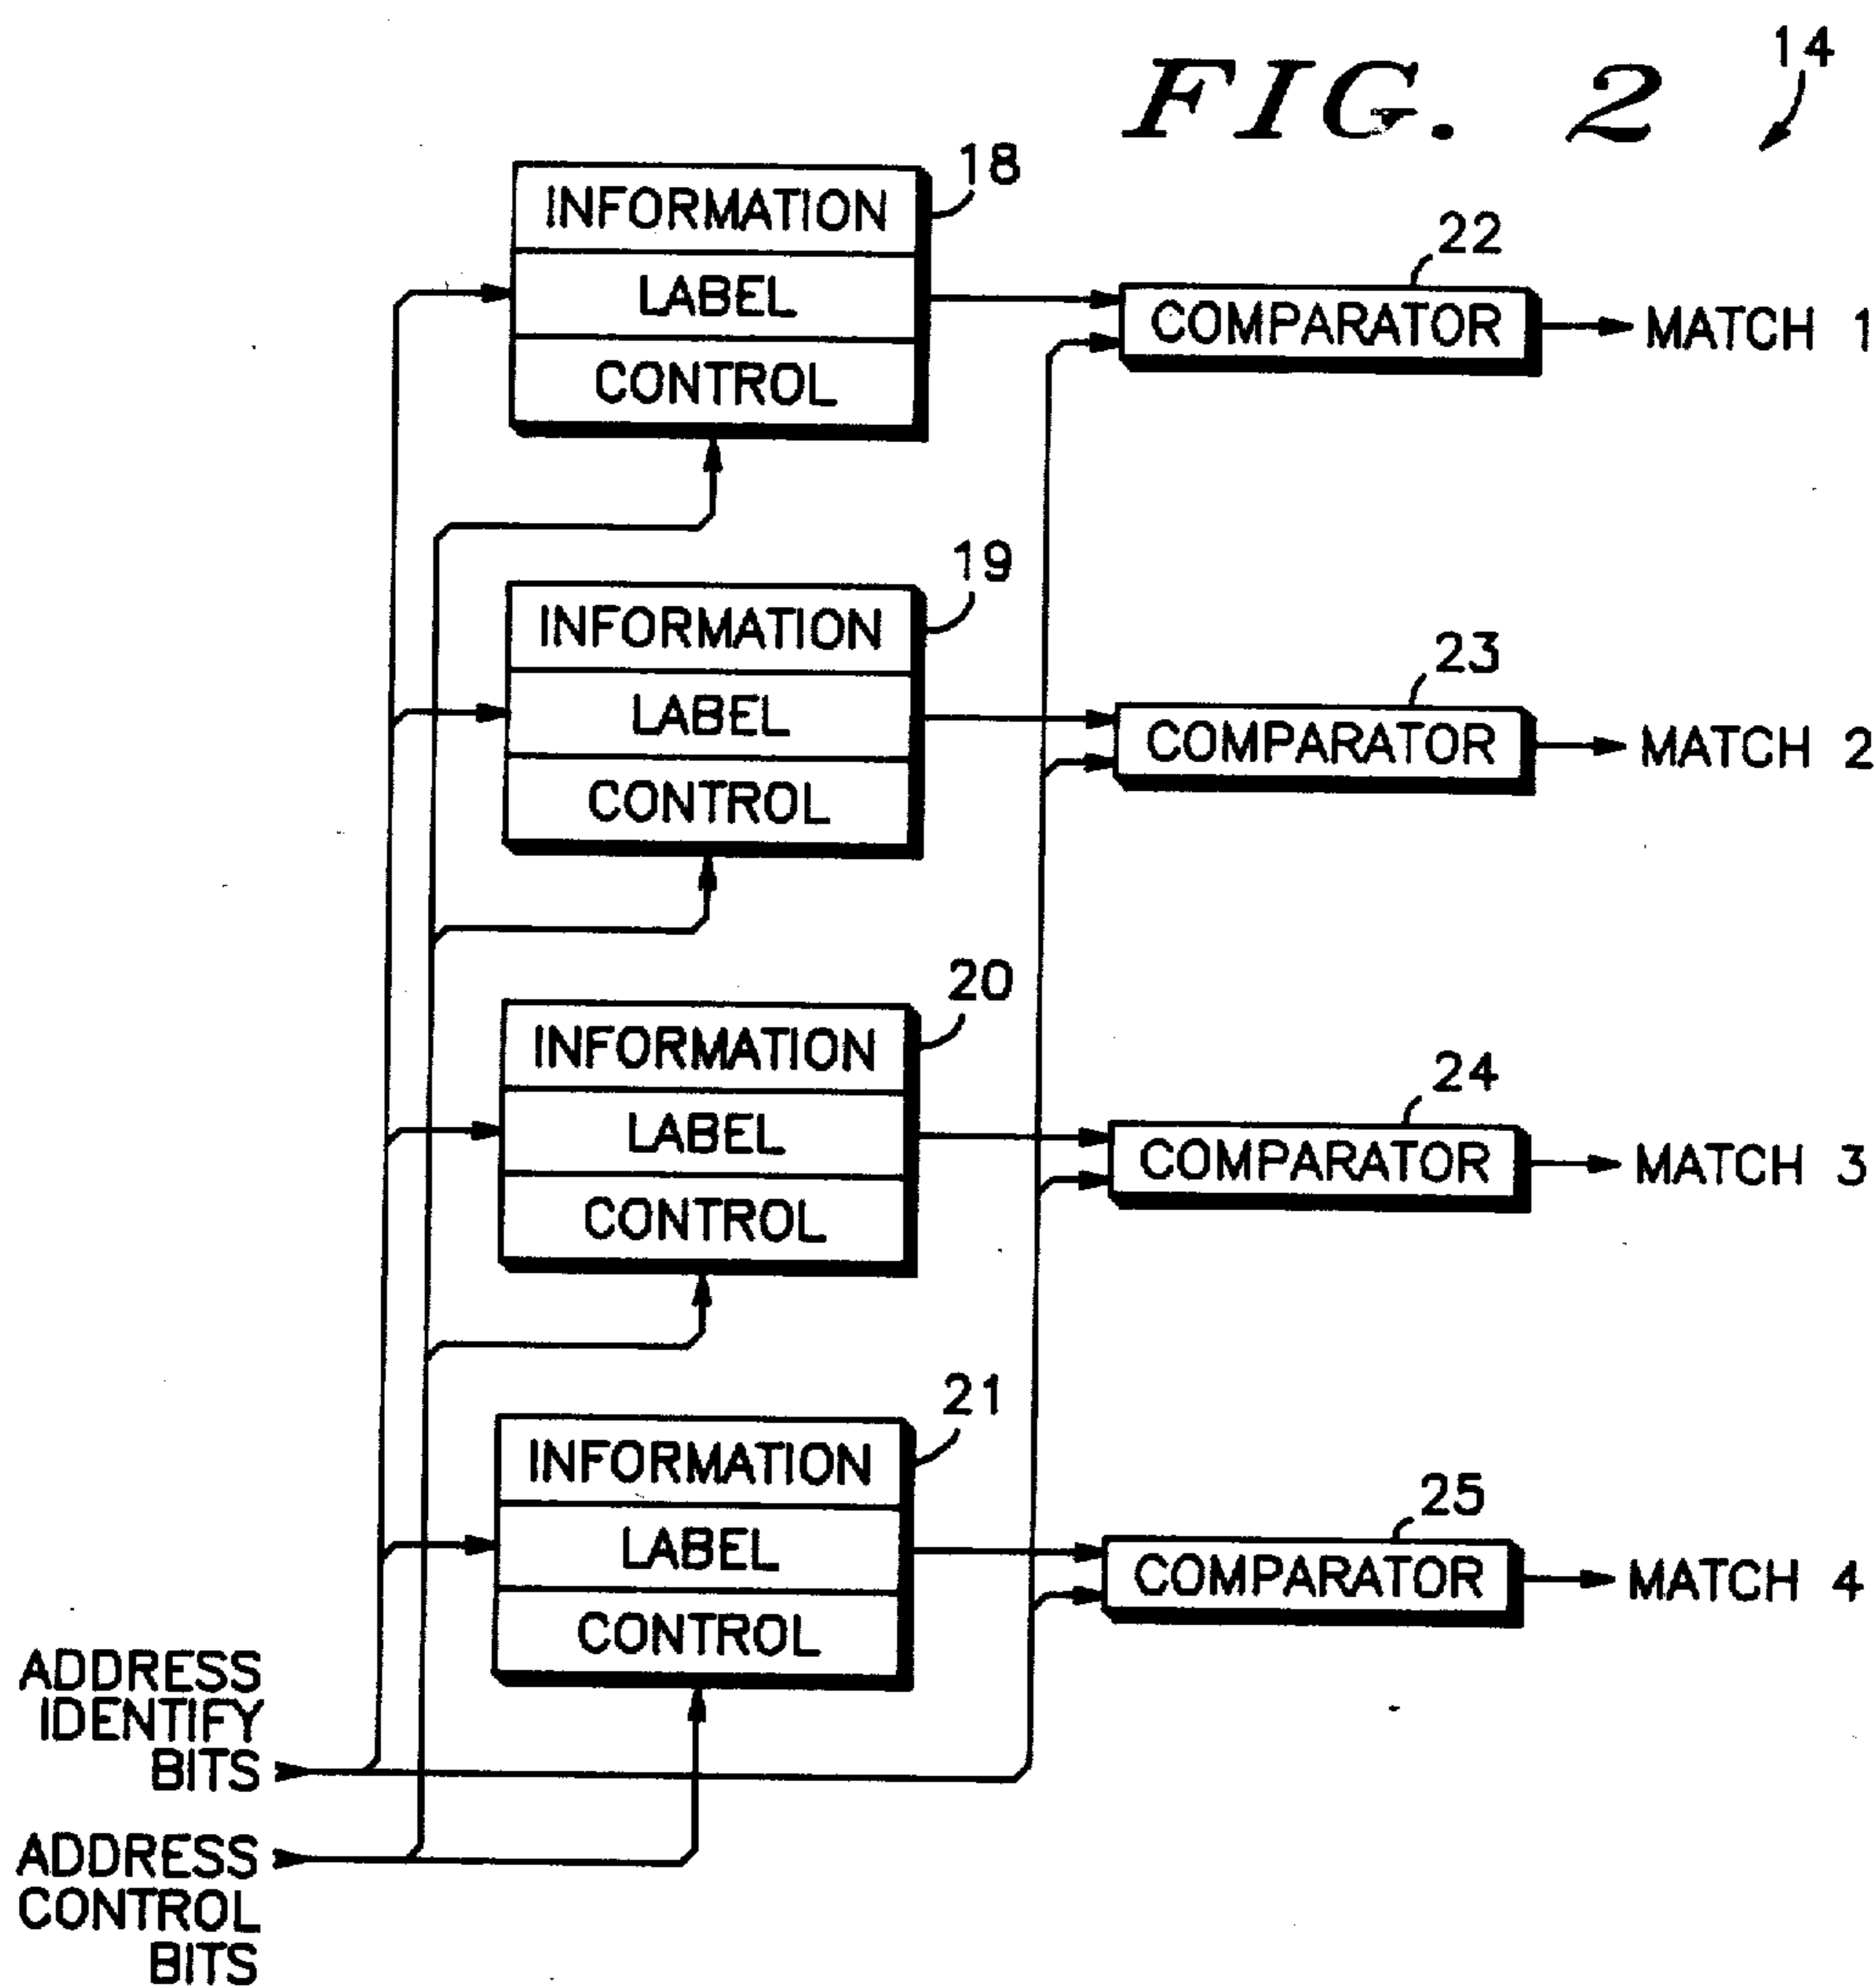 FIG. 2
14
18
INFORMATION
LABEL
CONTROL
22
COMPARATOR
MATCH 1
19
INFORMATION
LABEL
CONTROL
23
COMPARATOR
MATCH 2
20
INFORMATION
LABEL
CONTROL
24
COMPARATOR
MATCH 3
21
INFORMATION
LABEL
CONTROL
25
COMPARATOR
MATCH 4
ADDRESS
IDENTIFY
BITS
ADDRESS
CONTROL
BITS